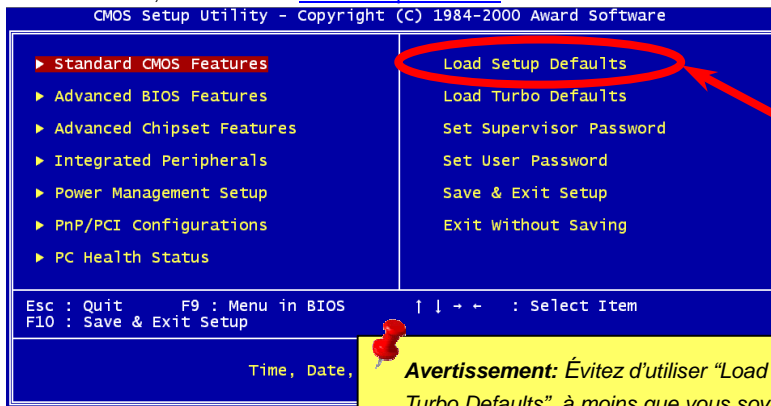 CMOS Setup Utility - Copyright (C) 1984-2000 Award Software
▶ Standard CMOS Features
▶ Advanced BIOS Features
▶ Advanced Chipset Features
▶ Integrated Peripherals
▶ Power Management Setup
▶ PnP/PCI Configurations
▶ PC Health Status
Load Setup Defaults
Load Turbo Defaults
Set Supervisor Password
Set User Password
Save & Exit Setup
Exit Without Saving
Esc : Quit F9 : Menu in BIOS ↑ ↓ → ← : Select Item
F10 : Save & Exit Setup
Time, Date,
Avertissement: Évitez d'utiliser “Load
Turbo Defaults”, à moins que vous